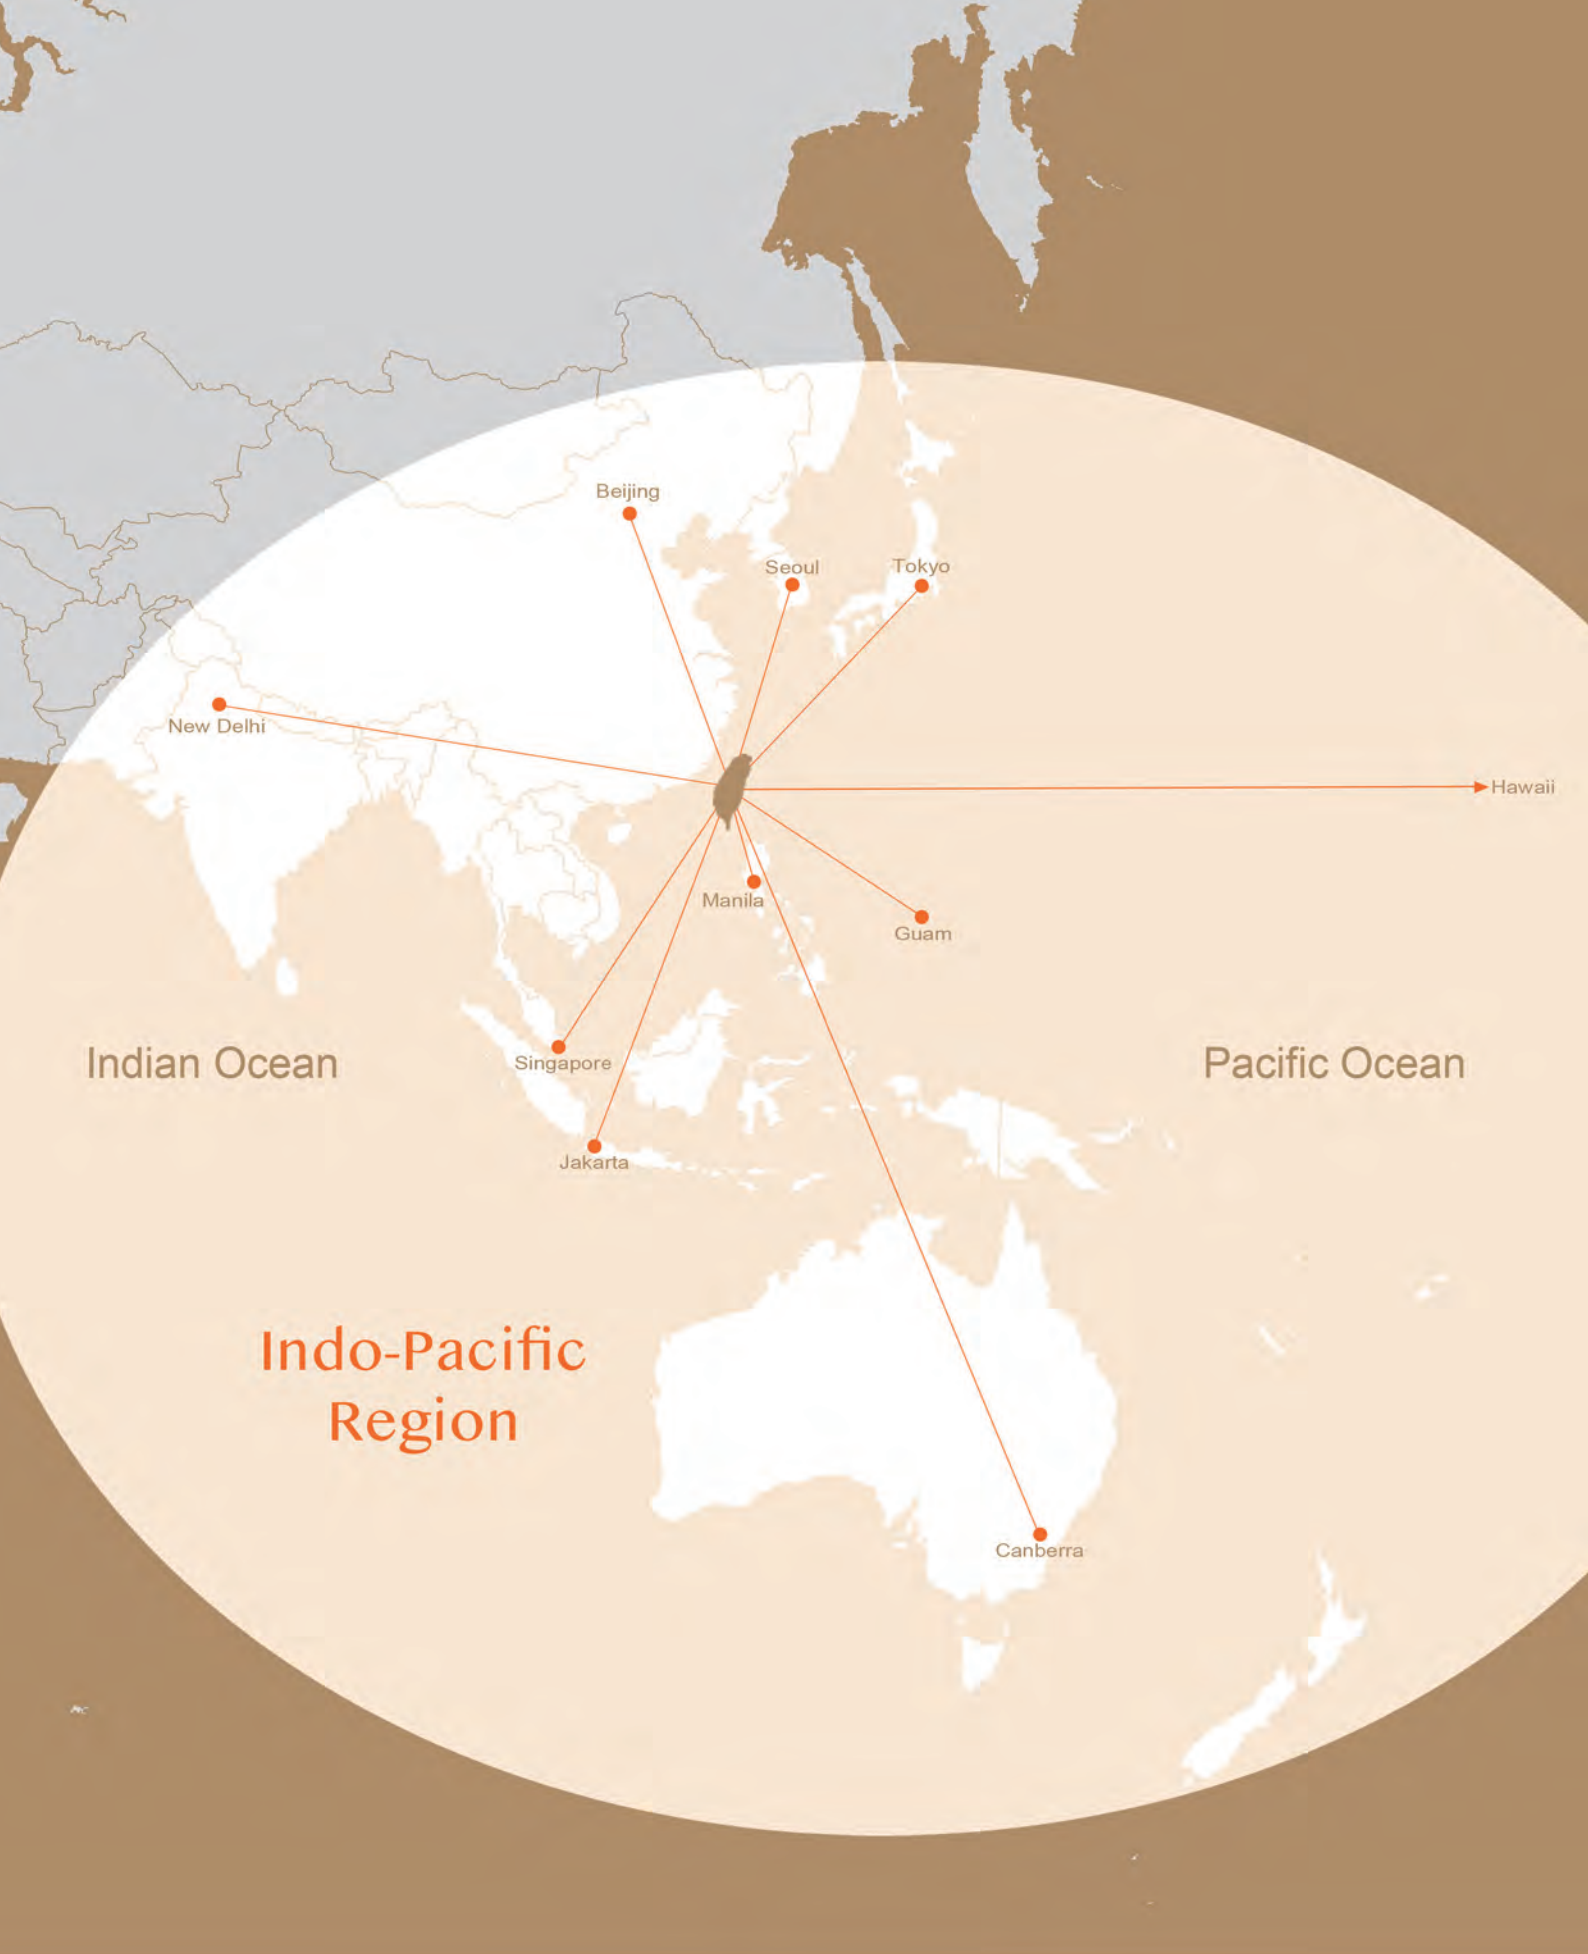 Beijing
Seoul
Tokyo
New Delhi
Hawaii
Manila
Guam
Indian Ocean
Singapore
Pacific Ocean
Jakarta
Indo-Pacific
Region
Canberra